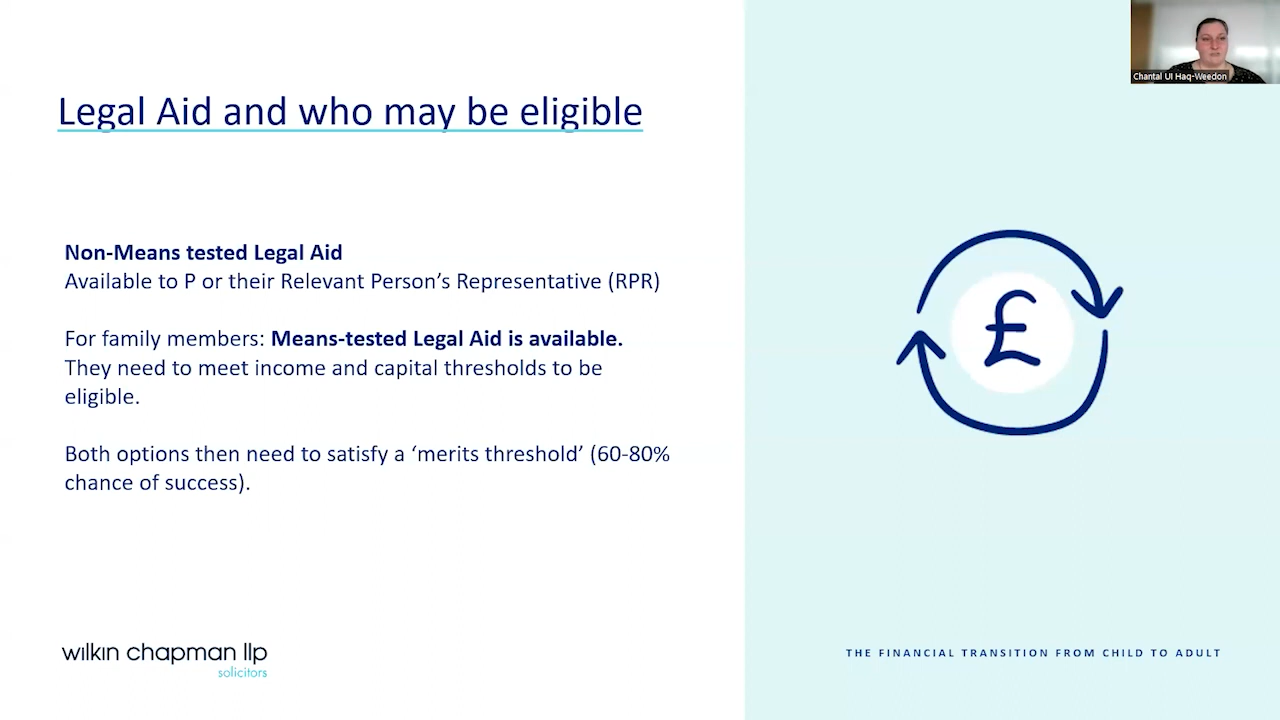 Chantal Ul Haq-Weedon
Legal Aid and who may be eligible
Non-Means tested Legal Aid
Available to P or their Relevant Person’s Representative (RPR)
For family members: Means-tested Legal Aid is available.
They need to meet income and capital thresholds to be
eligible.
Both options then need to satisfy a ‘merits threshold’ (60-80%
chance of success).
£
wilkin chapman llp
solicitors
THE FINANCIAL TRANSITION FROM CHILD TO ADULT